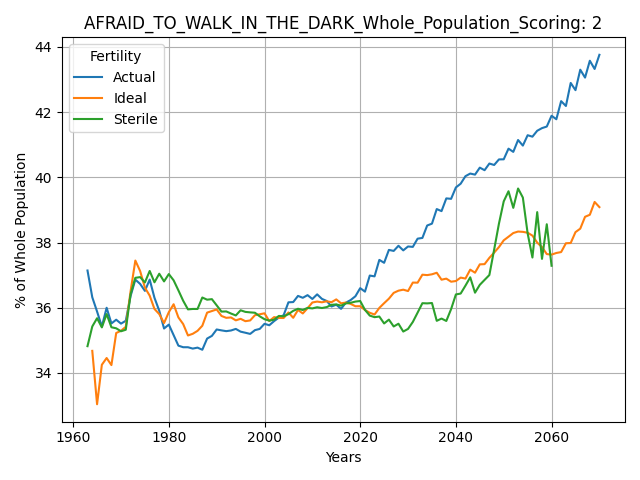 AFRAID_TO_WALK_IN_THE_DARK_Whole_Population_Scoring: 2
Fertility
Actual
Ideal
Sterile
% of Whole Population
44
42
40
38
36
34
1960
1980
2000
2020
2040
2060
Years